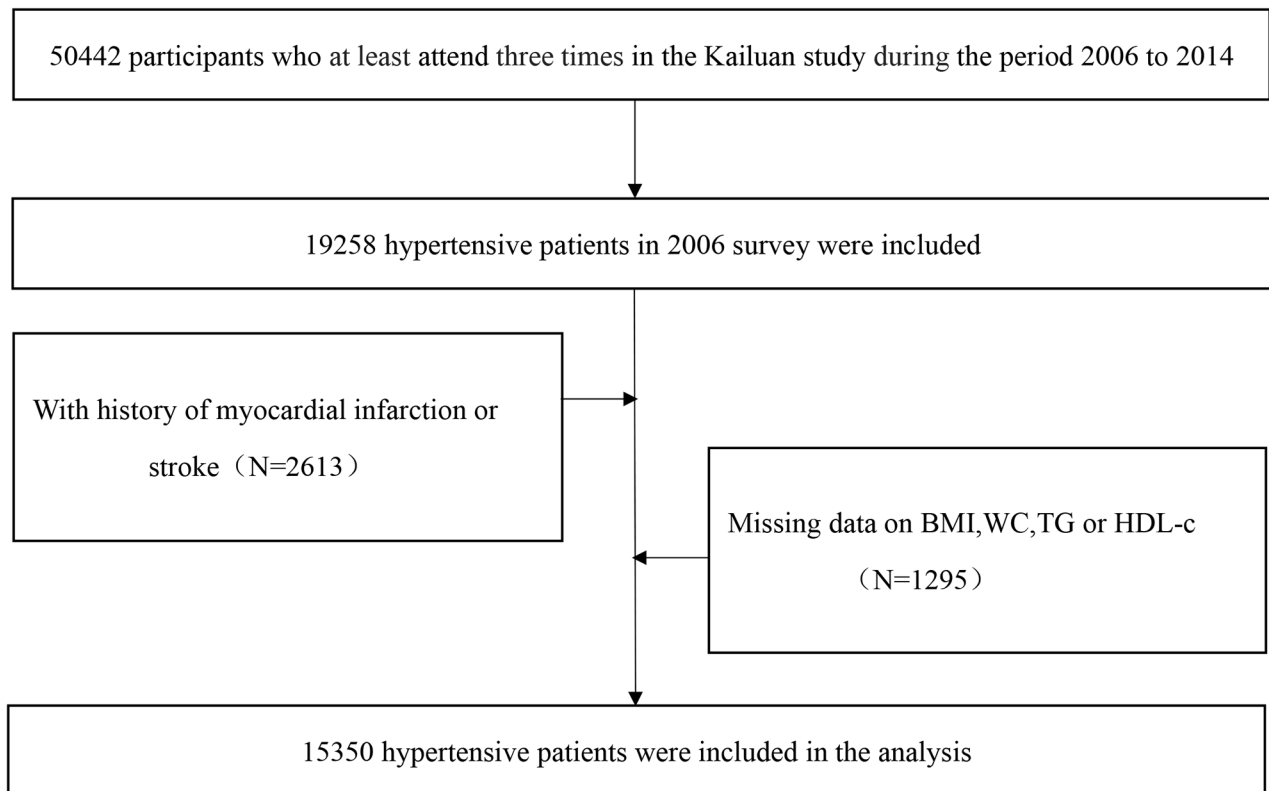 50442 participants who at least attend three times in the Kailuan study during the period 2006 to 2014
19258 hypertensive patients in 2006 survey were included
With history of myocardial infarction or
stroke（N=2613）
Missing data on BMI,WC,TG or HDL-c
（N=1295）
15350 hypertensive patients were included in the analysis